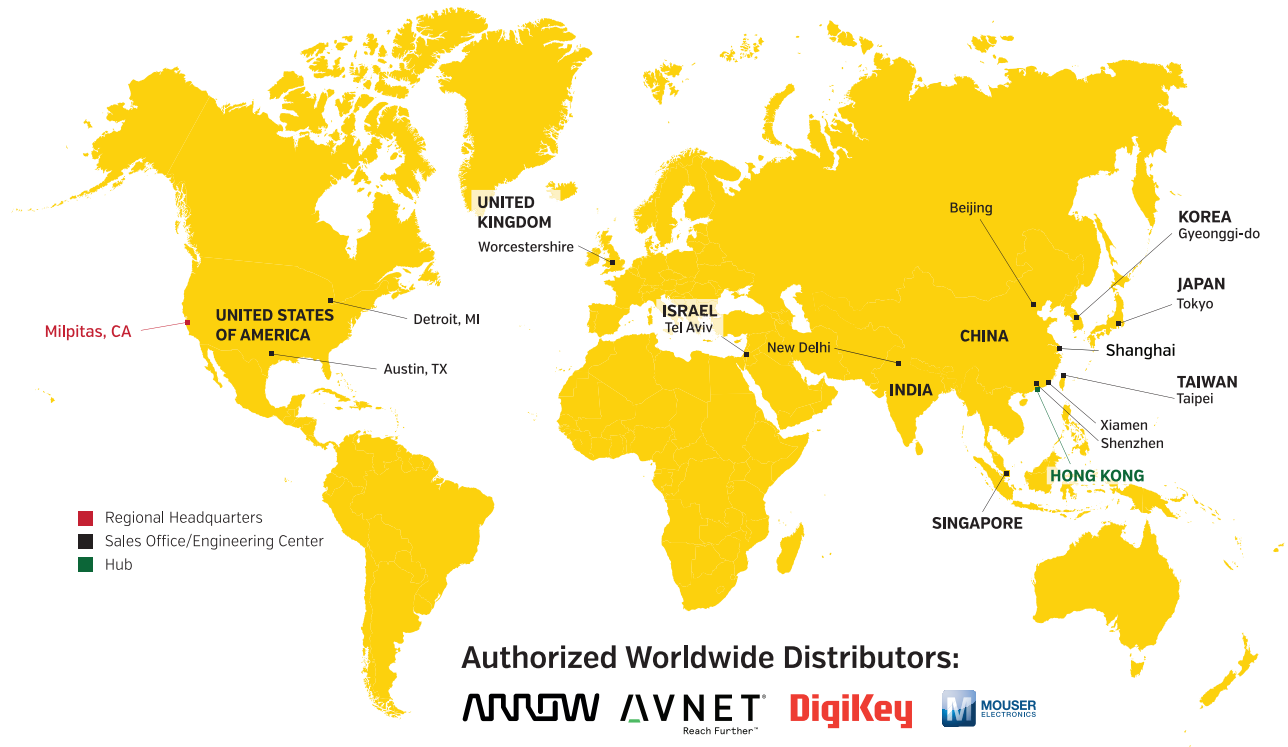 UNITED
KINGDOM
Worcestershire
Beijing
KOREA
Gyeonggi-do
JAPAN
Tokyo
UNITED STATES
OF AMERICA
Milpitas, CA
Detroit, MI
Austin, TX
ISRAEL
Tel Aviv
New Delhi
INDIA
CHINA
Shanghai
TAIWAN
Taipei
Xiamen
Shenzhen
HONG KONG
SINGAPORE
Regional Headquarters
Sales Office/Engineering Center
Hub
Authorized Worldwide Distributors:
ARROW
AVNET®
Reach Further™
DigiKey
M MOUSER
ELECTRONICS